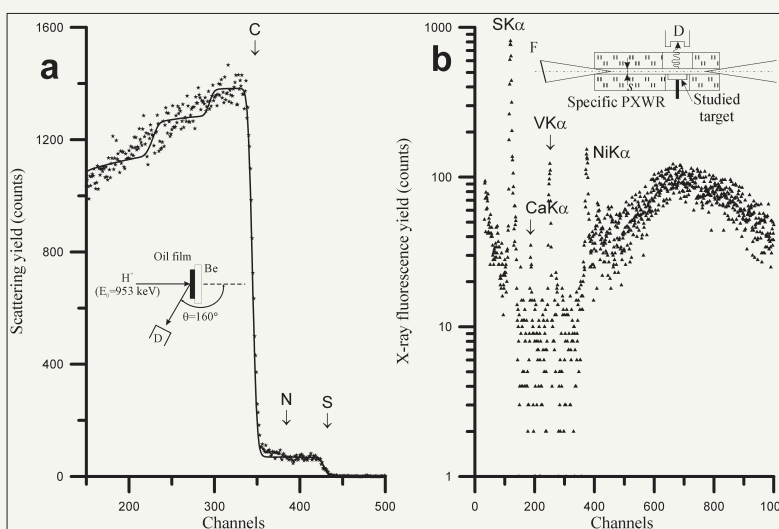 a
Scattering yield (counts)
1600
1200
800
400
0
C
N
S
Oil film
Be
H⁺
(E₀=953 keV)
θ=160°
D
200
300
400
500
Channels
b
X-ray fluorescence yield (counts)
1000
100
10
1
SKα
VKα
CaKα
NiKα
F
D
S
Specific PXWR
Studied
target
0
200
400
600
800
1000
Channels